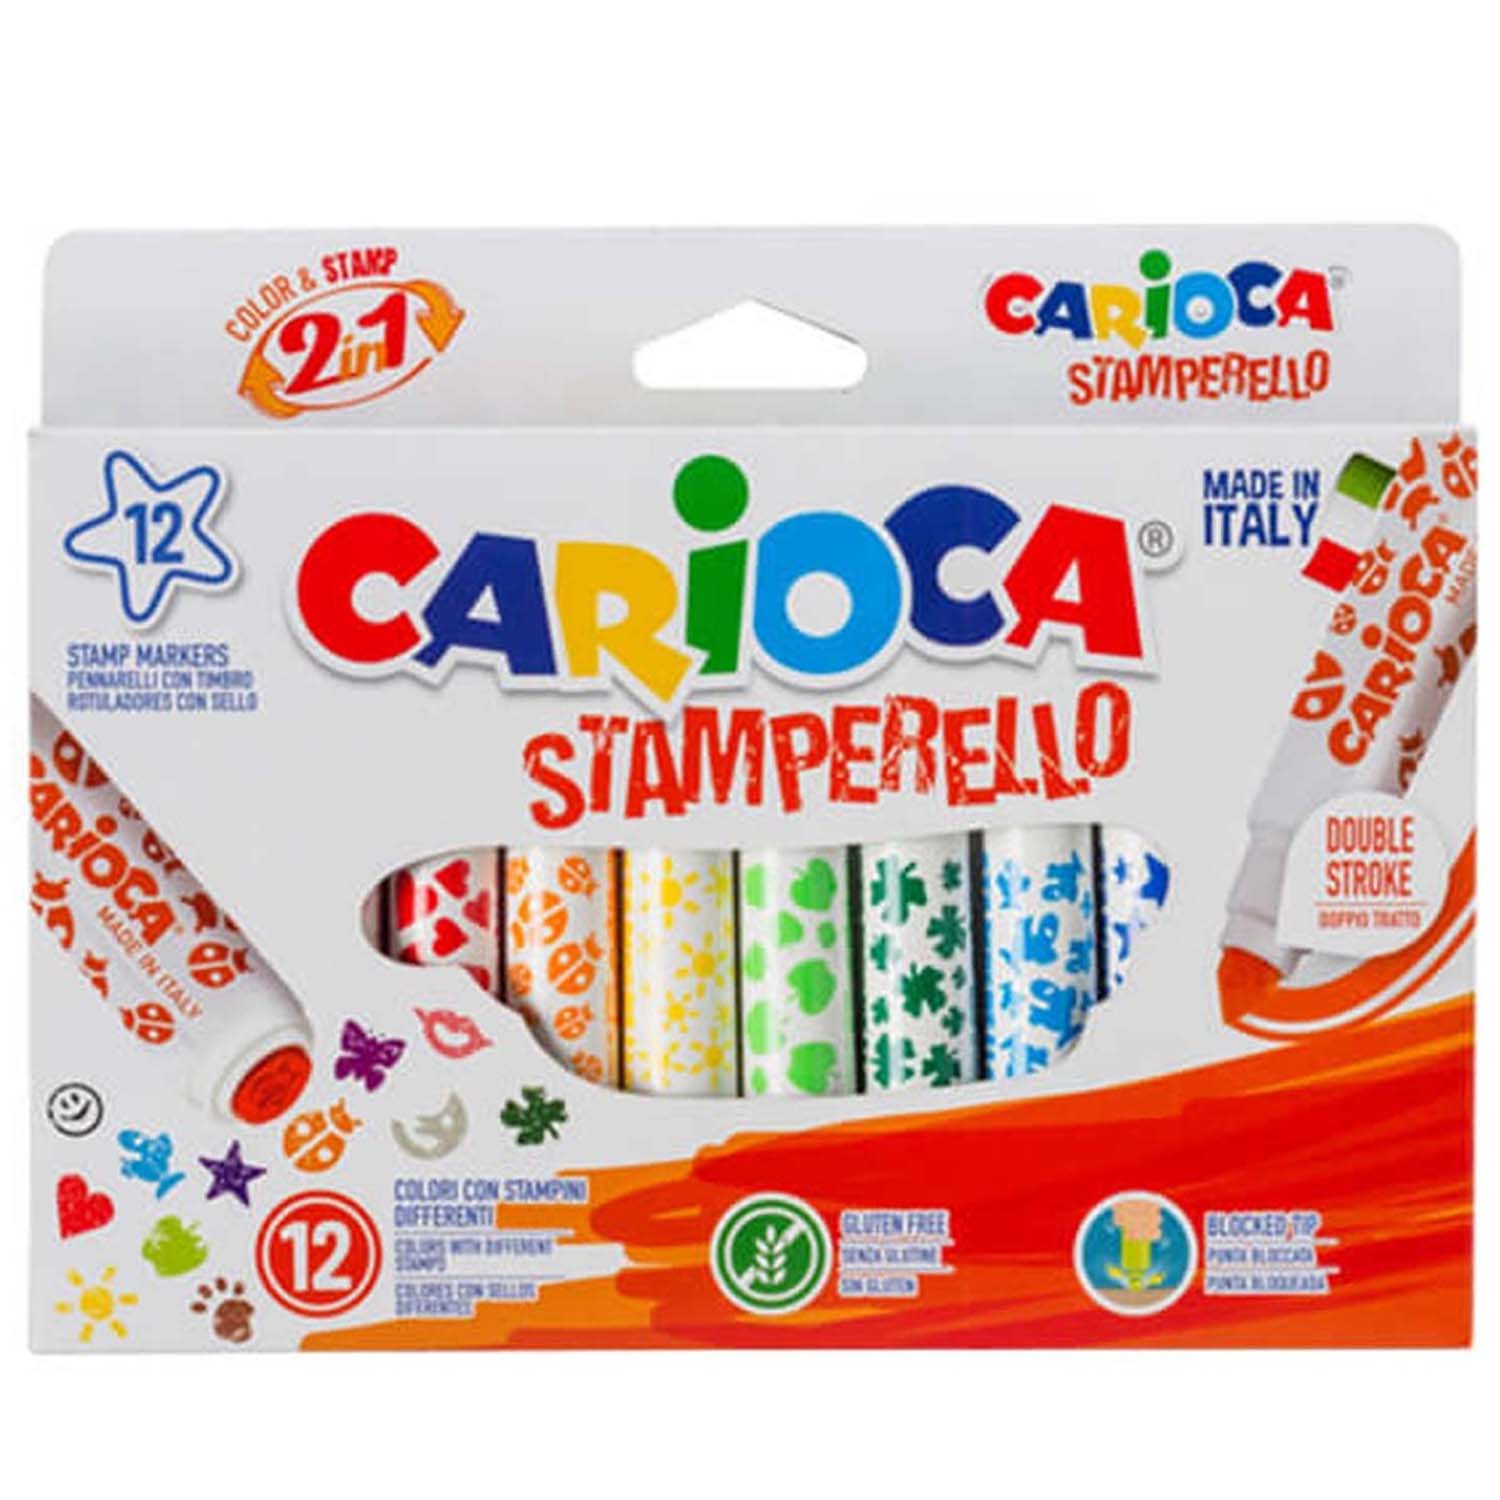 COLOR & STAMP
2in1
CARIOCA®
STAMPERELLO
12
STAMP MARKERS
PENNARELLI CON TIMBRO
ROTULADORES CON SELLO
CARIOCA®
STAMPERELLO
MADE IN
ITALY
CARIOCA®
MADE
DOUBLE
STROKE
DOPPIO TRATTO
CARIOCA®
MADE IN ITALY
12
COLORI CON STAMPINI
DIFFERENTI
COLORS WITH DIFFERENT
STAMPS
COLORES CON SELLOS
DIFERENTES
GLUTEN FREE
SENZA GLUTINE
SIN GLUTEN
BLOCKED TIP
PUNTA BLOCCATA
PUNTA BLOQUEADA